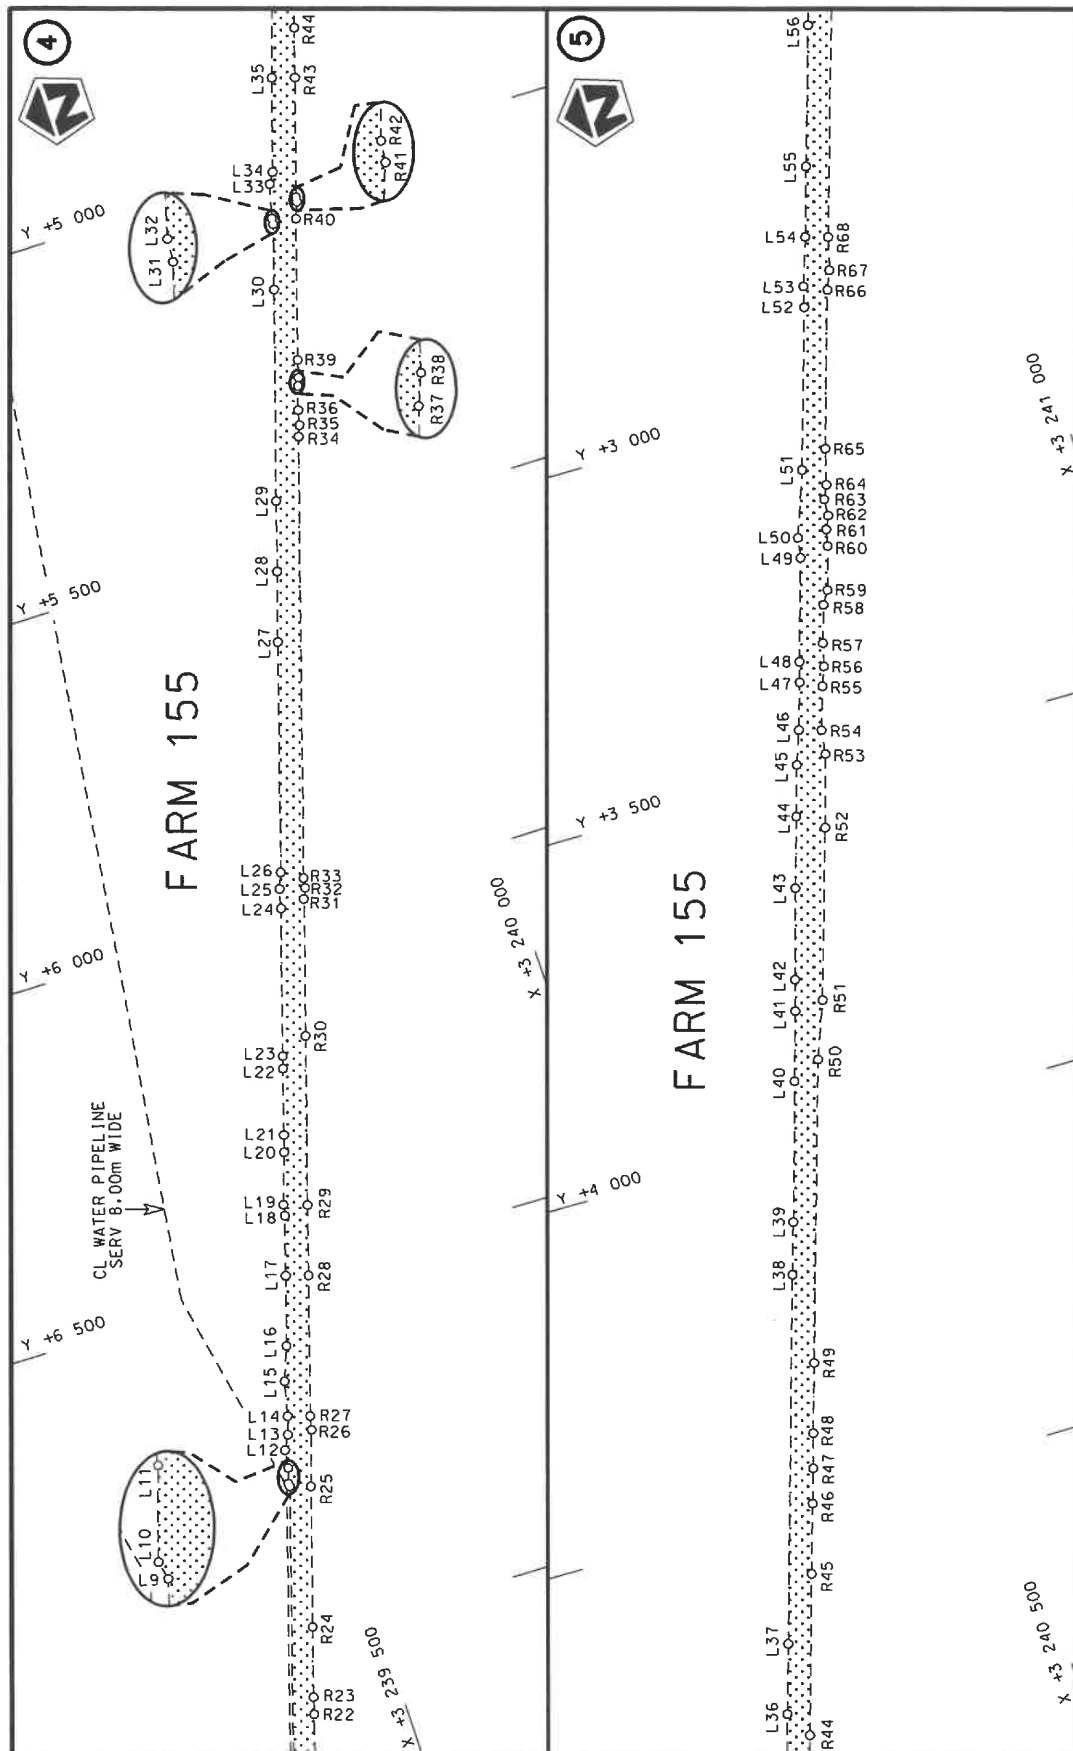 4
N
R44
L35
R43
R42
R41
L34
L33
R40
L32
L31
Y +5 000
L30
R39
R38
R37
R36
R35
R34
L29
L28
Y +5 500
L27
FARM 155
L26
L25
L24
R33
R32
R31
X +3 240 000
Y +6 000
R30
L23
L22
CL WATER PIPELINE
SERV 8.00m WIDE
L21
L20
L19
L18
R29
L17
R28
Y +6 500
L16
L15
L14
L13
L12
R27
R26
L11
L10
L9
R25
R24
R23
R22
X +3 239 500
5
N
L56
L55
L54
R68
R67
L53
R66
L52
X +3 241 000
Y +3 000
R65
L51
R64
R63
R62
R61
L50
R60
L49
R59
R58
R57
L48
R56
L47
R55
L46
R54
R53
L45
Y +3 500
L44
R52
FARM 155
L43
L42
L41
R51
R50
L40
Y +4 000
L39
L38
R49
R48
R47
R46
R45
L37
X +3 240 500
L36
R44